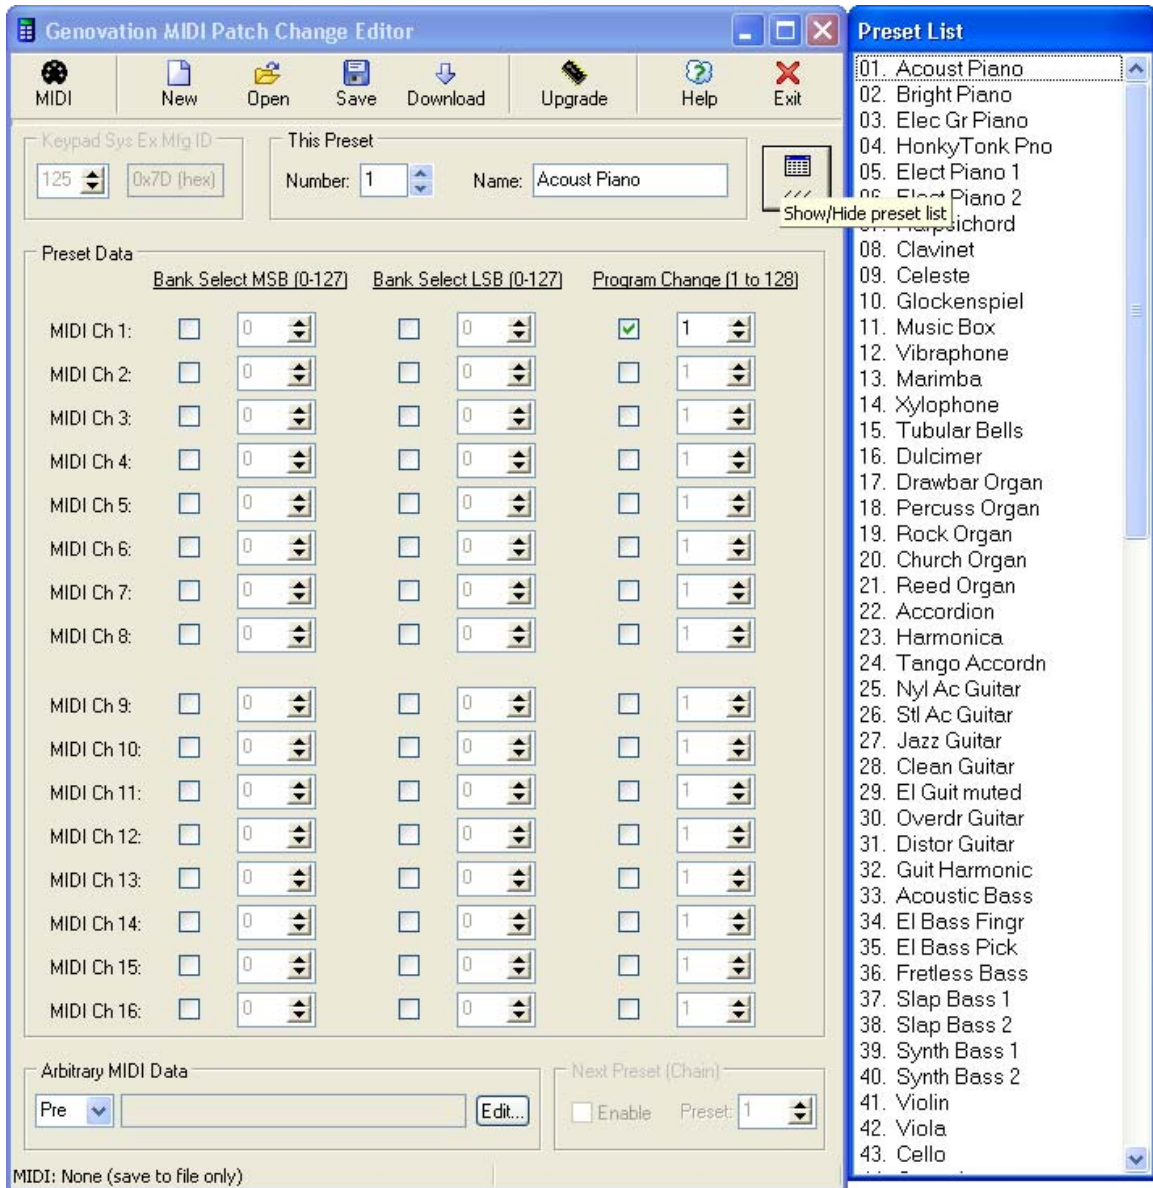 Genovation MIDI Patch Change Editor
MIDI New Open Save Download Upgrade Help Exit
Keypad Sys Ex Mfg ID
125 0x7D (hex)
This Preset
Number: 1 Name: Acoust Piano
Show/Hide preset list
Preset Data
Bank Select MSB (0-127) Bank Select LSB (0-127) Program Change (1 to 128)
MIDI Ch 1: 0 0 1
MIDI Ch 2: 0 0 1
MIDI Ch 3: 0 0 1
MIDI Ch 4: 0 0 1
MIDI Ch 5: 0 0 1
MIDI Ch 6: 0 0 1
MIDI Ch 7: 0 0 1
MIDI Ch 8: 0 0 1
MIDI Ch 9: 0 0 1
MIDI Ch 10: 0 0 1
MIDI Ch 11: 0 0 1
MIDI Ch 12: 0 0 1
MIDI Ch 13: 0 0 1
MIDI Ch 14: 0 0 1
MIDI Ch 15: 0 0 1
MIDI Ch 16: 0 0 1
Arbitrary MIDI Data
Pre Edit...
Next Preset (Chain)
Enable Preset: 1
MIDI: None (save to file only)
Preset List
01. Acoust Piano
02. Bright Piano
03. Elec Gr Piano
04. HonkyTonk Pno
05. Elect Piano 1
06. Elect Piano 2
07. Harpsichord
08. Clavinet
09. Celeste
10. Glockenspiel
11. Music Box
12. Vibraphone
13. Marimba
14. Xylophone
15. Tubular Bells
16. Dulcimer
17. Drawbar Organ
18. Percuss Organ
19. Rock Organ
20. Church Organ
21. Reed Organ
22. Accordion
23. Harmonica
24. Tango Accordn
25. Nyl Ac Guitar
26. Stl Ac Guitar
27. Jazz Guitar
28. Clean Guitar
29. El Guit muted
30. Overdr Guitar
31. Distor Guitar
32. Guit Harmonic
33. Acoustic Bass
34. El Bass Fingr
35. El Bass Pick
36. Fretless Bass
37. Slap Bass 1
38. Slap Bass 2
39. Synth Bass 1
40. Synth Bass 2
41. Violin
42. Viola
43. Cello